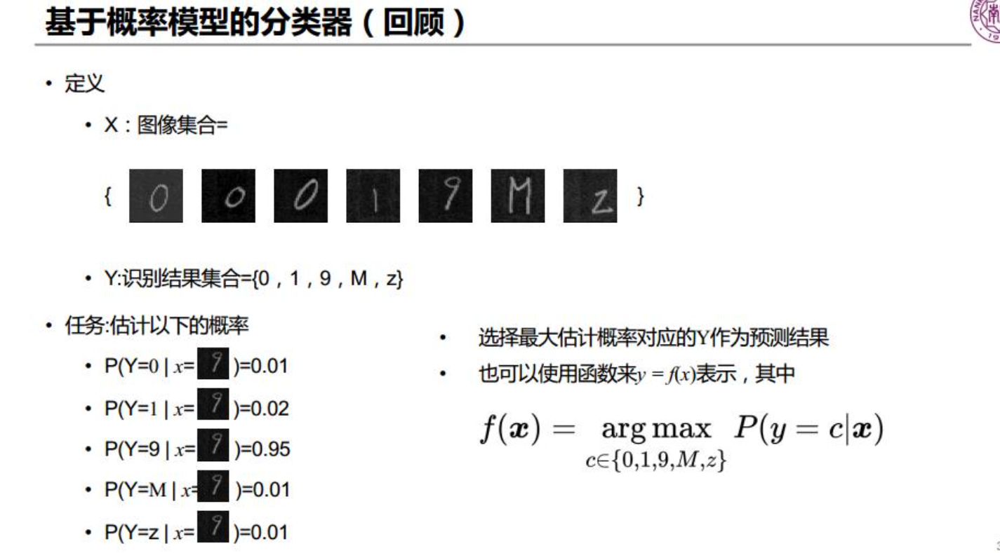 基于概率模型的分类器（回顾）
• 定义
• X：图像集合=
{ 0 0 0 1 9 M z }
• Y:识别结果集合={0，1，9，M，z}
• 任务:估计以下的概率
• P(Y=0 | x= 9 )=0.01
• P(Y=1 | x= 9 )=0.02
• P(Y=9 | x= 9 )=0.95
• P(Y=M | x= 9 )=0.01
• P(Y=z | x= 9 )=0.01
• 选择最大估计概率对应的Y作为预测结果
• 也可以使用函数来y = f(x)表示，其中
f(x) = arg max P(y = c|x)
c∈{0,1,9,M,z}